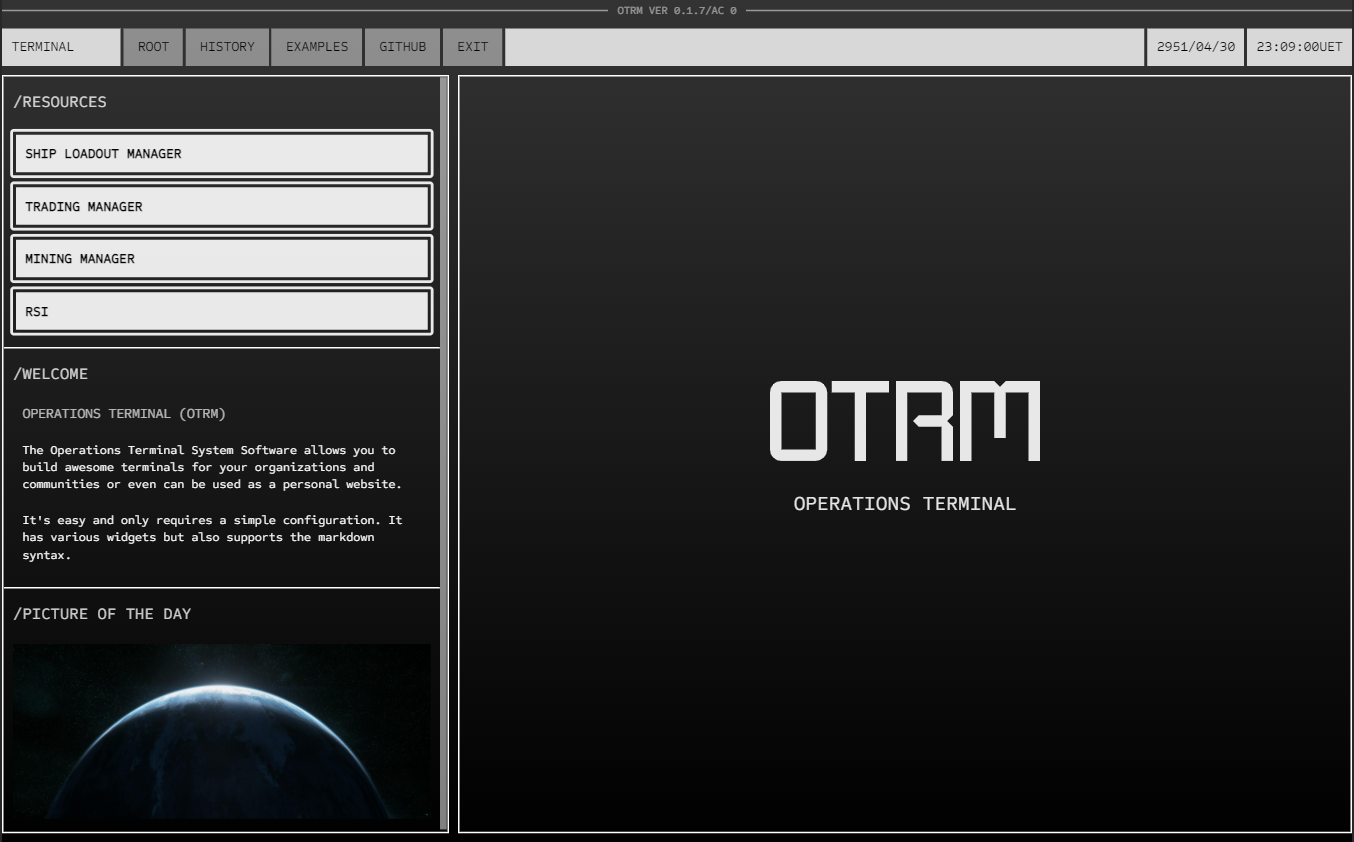 OTRM VER 0.1.7/AC 0
TERMINAL ROOT HISTORY EXAMPLES GITHUB EXIT 2951/04/30 23:09:00UET
/RESOURCES
SHIP LOADOUT MANAGER
TRADING MANAGER
MINING MANAGER
RSI
/WELCOME
OPERATIONS TERMINAL (OTRM)
The Operations Terminal System Software allows you to
build awesome terminals for your organizations and
communities or even can be used as a personal website.
It's easy and only requires a simple configuration. It
has various widgets but also supports the markdown
syntax.
/PICTURE OF THE DAY
OTRM
OPERATIONS TERMINAL